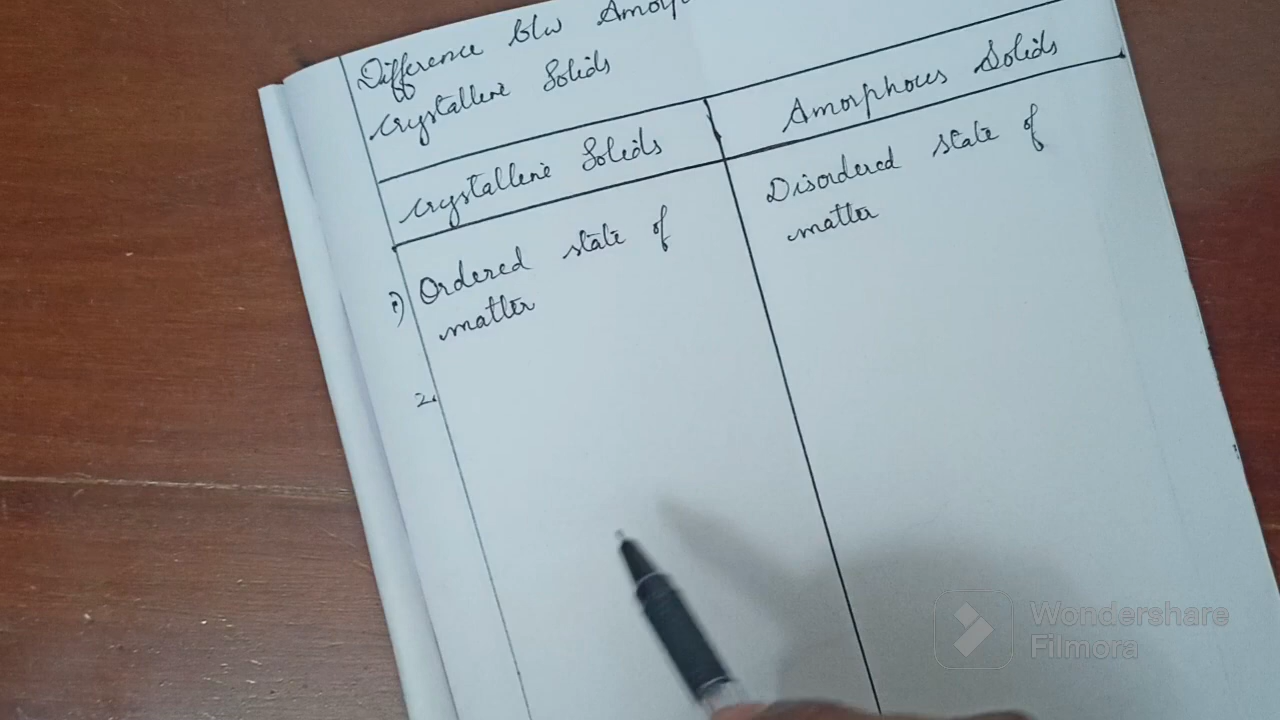 Difference b/w
Crystalline Solids
Crystalline Solids
Amorphous Solids
1) Ordered state of
matter
Disordered state of
matter
2.
Wondershare
Filmora